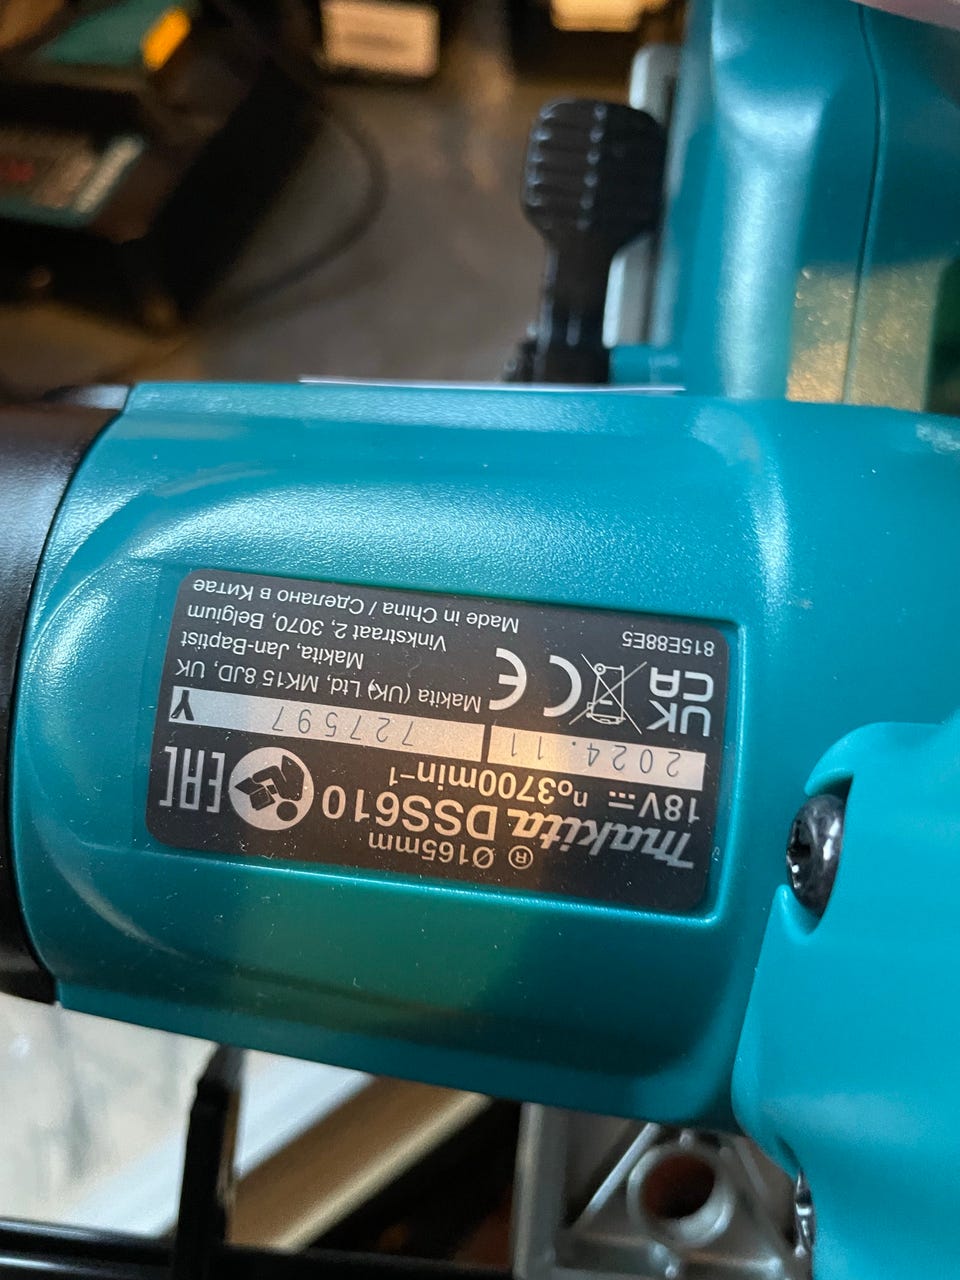 Ø165mm
makita® DSS610
18V⎓ n₀3700min⁻¹
EAC
2024.11 727597 Y
UK
CA
CE
Makita (UK) Ltd, MK15 8JD, UK
Makita, Jan-Baptist
Vinkstraat 2, 3070, Belgium
815E88E5
Made in China / Сделано в Китае